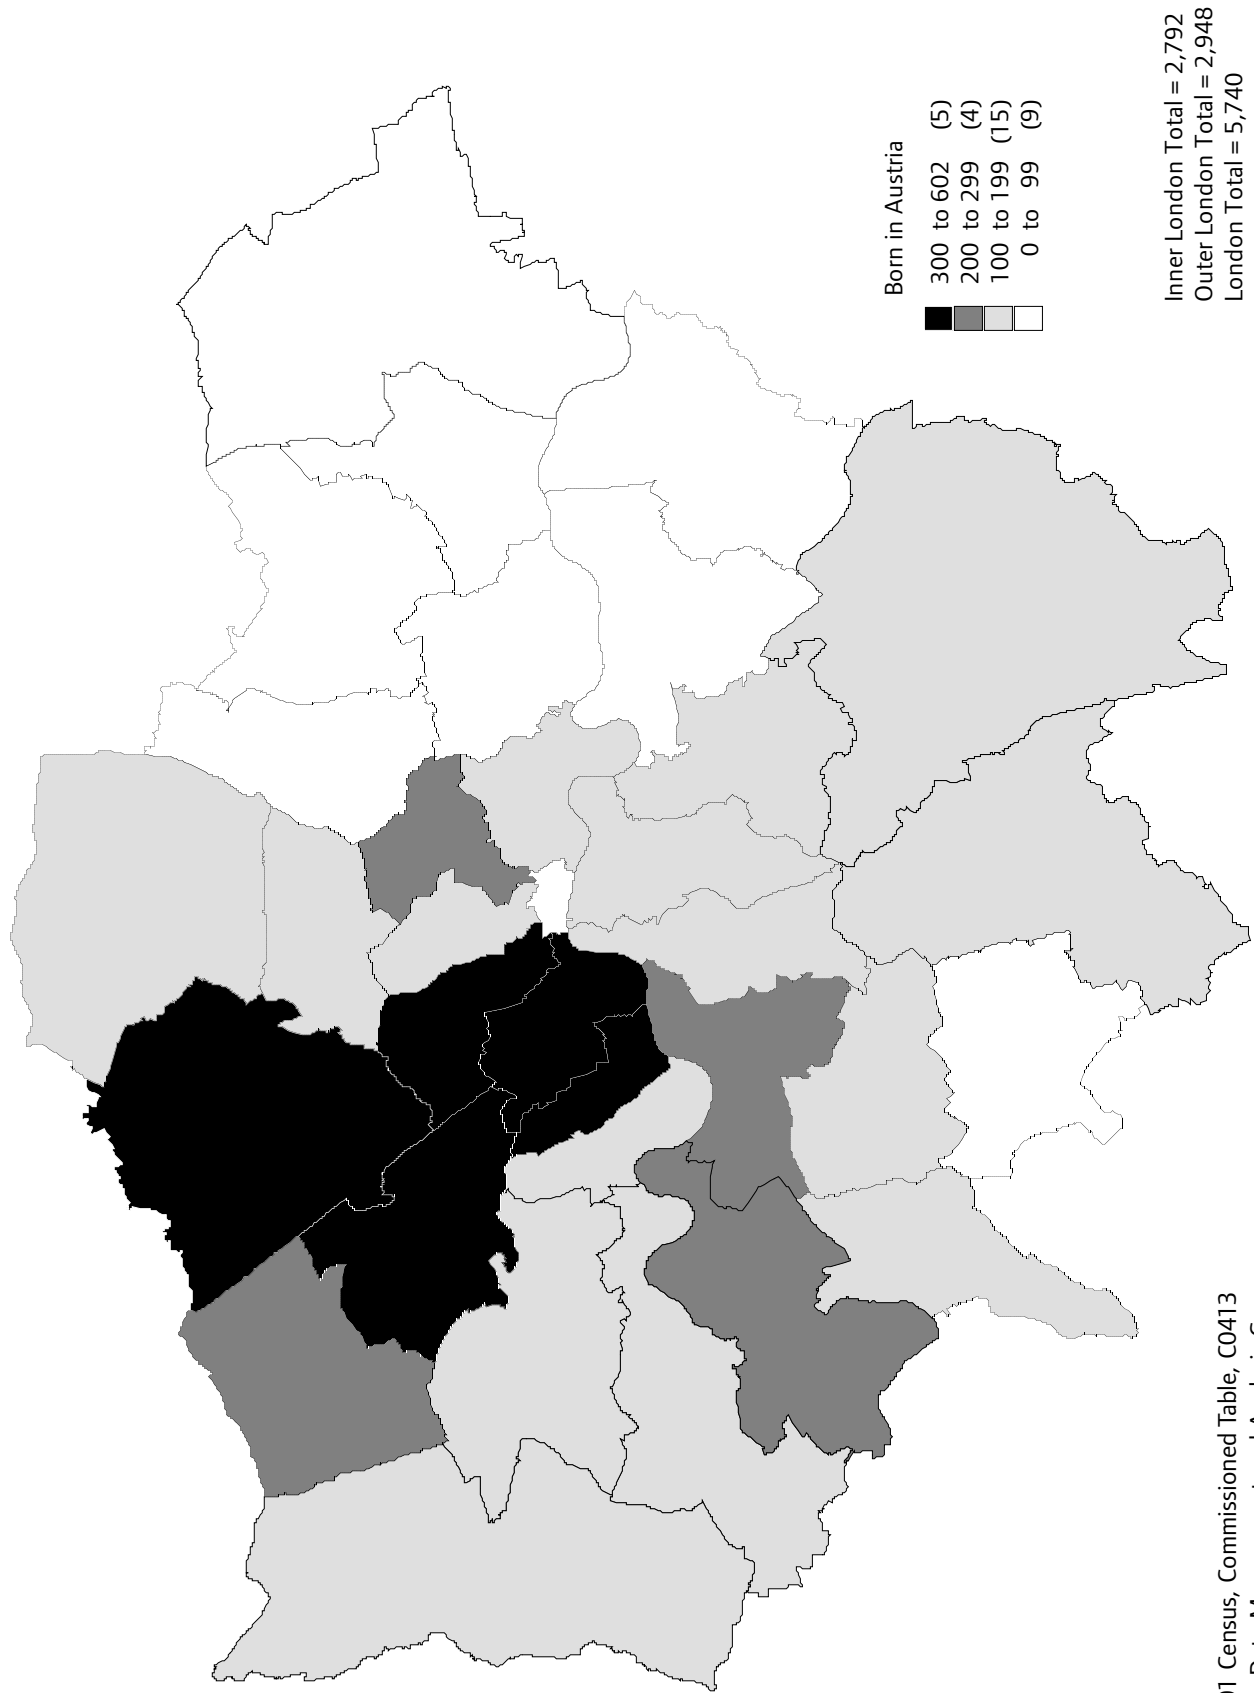 Born in Austria
300 to 602 (5)
200 to 299 (4)
100 to 199 (15)
0 to 99 (9)
Inner London Total = 2,792
Outer London Total = 2,948
London Total = 5,740
Census, Commissioned Table, C0413